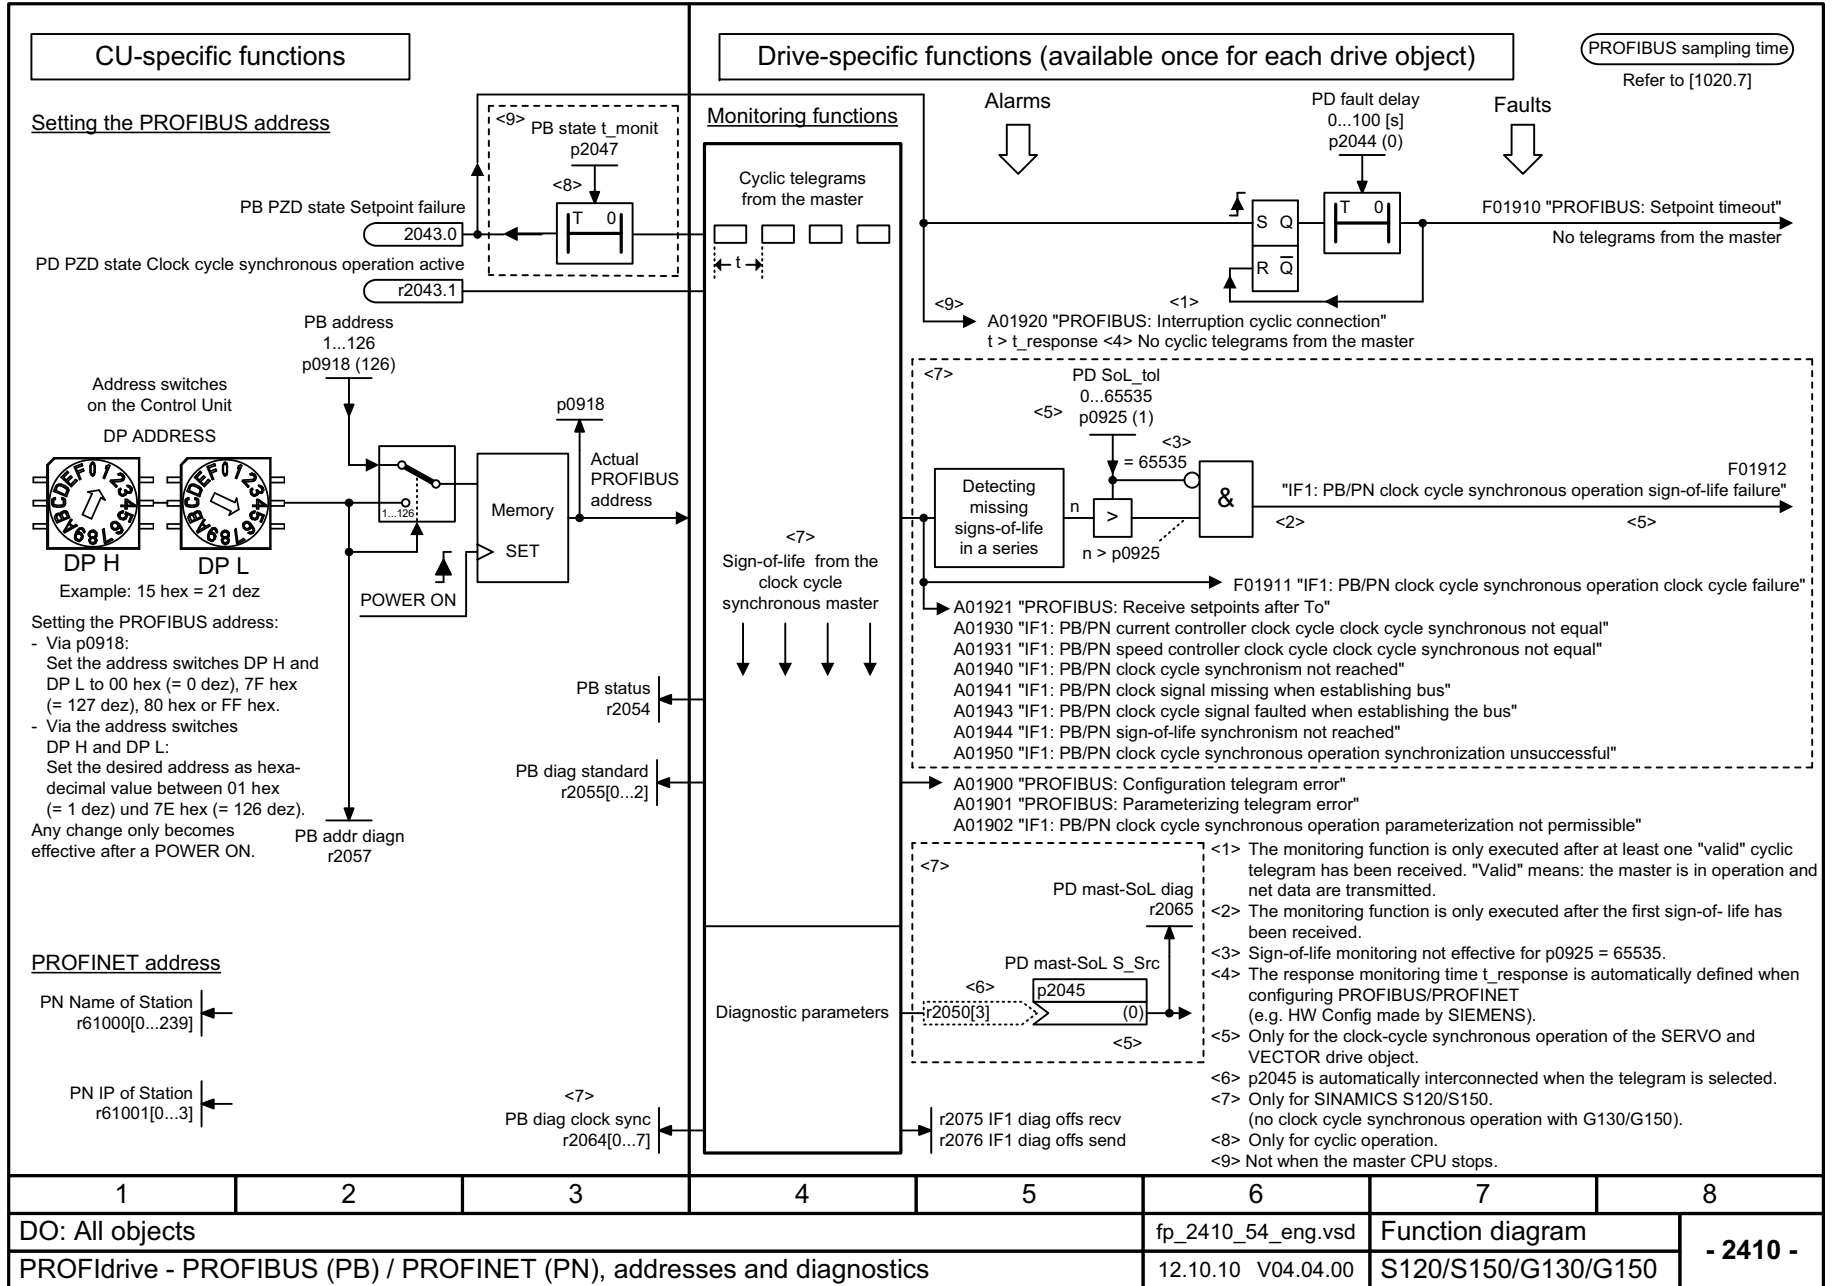 CU-specific functions
Drive-specific functions (available once for each drive object)
PROFIBUS sampling time
Refer to [1020.7]
Setting the PROFIBUS address
<9>
PB state t_monit
p2047
<8>
T 0
PB PZD state Setpoint failure
2043.0
PD PZD state Clock cycle synchronous operation active
r2043.1
PB address
1...126
p0918 (126)
Address switches
on the Control Unit
DP ADDRESS
0 1 2 3 4 5 6 7 8 9 A B C D E F
0 1 2 3 4 5 6 7 8 9 A B C D E F
DP H
DP L
Example: 15 hex = 21 dez
1...126
POWER ON
Memory
SET
p0918
Actual
PROFIBUS
address
Setting the PROFIBUS address:
- Via p0918:
Set the address switches DP H and
DP L to 00 hex (= 0 dez), 7F hex
(= 127 dez), 80 hex or FF hex.
- Via the address switches
DP H and DP L:
Set the desired address as hexa-
decimal value between 01 hex
(= 1 dez) und 7E hex (= 126 dez).
Any change only becomes
effective after a POWER ON.
PB addr diagn
r2057
PB status
r2054
PB diag standard
r2055[0...2]
PROFINET address
PN Name of Station
r61000[0...239]
PN IP of Station
r61001[0...3]
<7>
PB diag clock sync
r2064[0...7]
Monitoring functions
Cyclic telegrams
from the master
t
<7>
Sign-of-life from the
clock cycle
synchronous master
Diagnostic parameters
Alarms
PD fault delay
0...100 [s]
p2044 (0)
Faults
S Q
R Q̅
T 0
F01910 "PROFIBUS: Setpoint timeout"
No telegrams from the master
<1>
<9>
A01920 "PROFIBUS: Interruption cyclic connection"
t > t_response <4> No cyclic telegrams from the master
<7>
PD SoL_tol
0...65535
<5> p0925 (1)
<3>
= 65535
Detecting
missing
signs-of-life
in a series
n
>
n > p0925
&
F01912
"IF1: PB/PN clock cycle synchronous operation sign-of-life failure"
<2>
<5>
F01911 "IF1: PB/PN clock cycle synchronous operation clock cycle failure"
A01921 "PROFIBUS: Receive setpoints after To"
A01930 "IF1: PB/PN current controller clock cycle clock cycle synchronous not equal"
A01931 "IF1: PB/PN speed controller clock cycle clock cycle synchronous not equal"
A01940 "IF1: PB/PN clock cycle synchronism not reached"
A01941 "IF1: PB/PN clock signal missing when establishing bus"
A01943 "IF1: PB/PN clock cycle signal faulted when establishing the bus"
A01944 "IF1: PB/PN sign-of-life synchronism not reached"
A01950 "IF1: PB/PN clock cycle synchronous operation synchronization unsuccessful"
A01900 "PROFIBUS: Configuration telegram error"
A01901 "PROFIBUS: Parameterizing telegram error"
A01902 "IF1: PB/PN clock cycle synchronous operation parameterization not permissible"
<7>
PD mast-SoL diag
r2065
PD mast-SoL S_Src
<6>
p2045
r2050[3]
(0)
<5>
r2075 IF1 diag offs recv
r2076 IF1 diag offs send
<1> The monitoring function is only executed after at least one "valid" cyclic
telegram has been received. "Valid" means: the master is in operation and
net data are transmitted.
<2> The monitoring function is only executed after the first sign-of- life has
been received.
<3> Sign-of-life monitoring not effective for p0925 = 65535.
<4> The response monitoring time t_response is automatically defined when
configuring PROFIBUS/PROFINET
(e.g. HW Config made by SIEMENS).
<5> Only for the clock-cycle synchronous operation of the SERVO and
VECTOR drive object.
<6> p2045 is automatically interconnected when the telegram is selected.
<7> Only for SINAMICS S120/S150.
(no clock cycle synchronous operation with G130/G150).
<8> Only for cyclic operation.
<9> Not when the master CPU stops.
1 2 3 4 5 6 7 8
DO: All objects
fp_2410_54_eng.vsd
Function diagram
- 2410 -
PROFIdrive - PROFIBUS (PB) / PROFINET (PN), addresses and diagnostics
12.10.10 V04.04.00
S120/S150/G130/G150